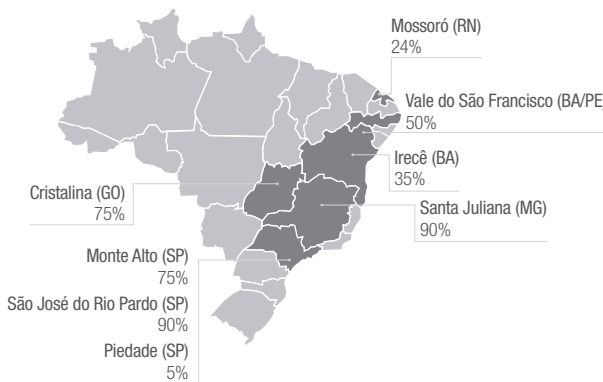 Mossoró (RN)
24%
Vale do São Francisco (BA/PE
50%
Irecê (BA)
35%
Cristalina (GO)
75%
Santa Juliana (MG)
90%
Monte Alto (SP)
75%
São José do Rio Pardo (SP)
90%
Piedade (SP)
5%